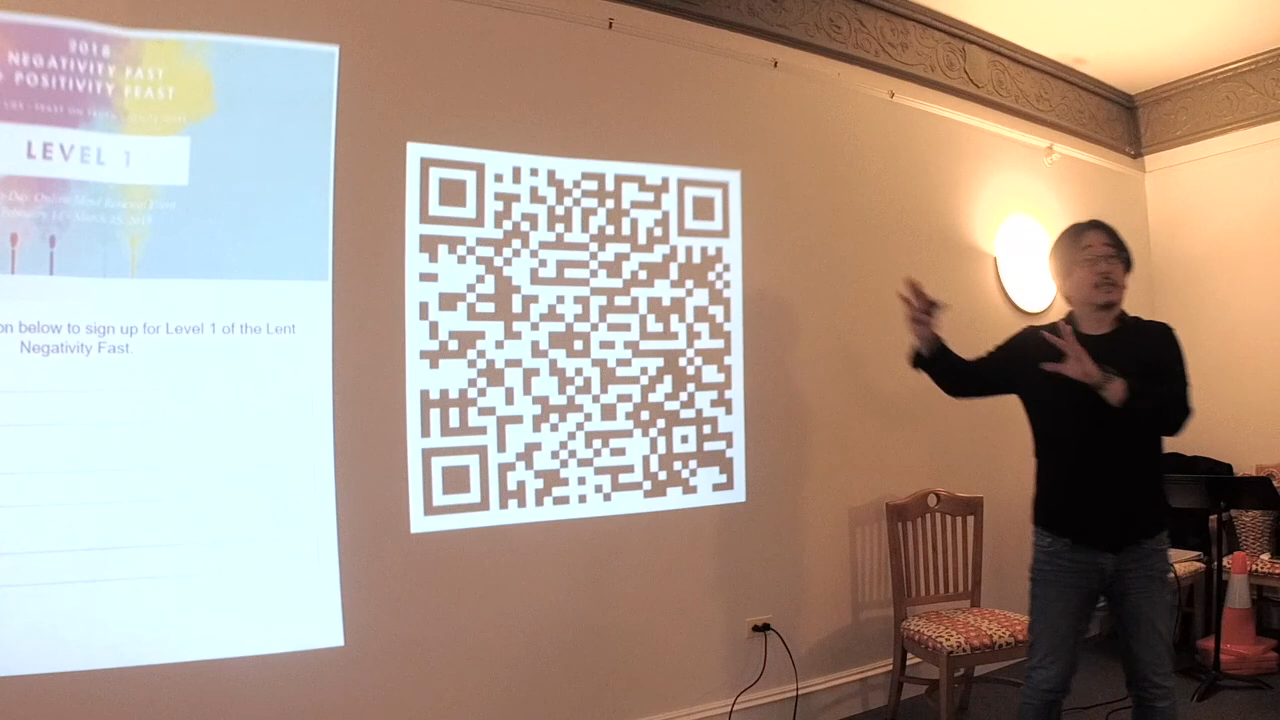 2018
NEGATIVITY FAST
POSITIVITY FEAST
LEVEL 1
on below to sign up for Level 1 of the Lent
Negativity Fast.